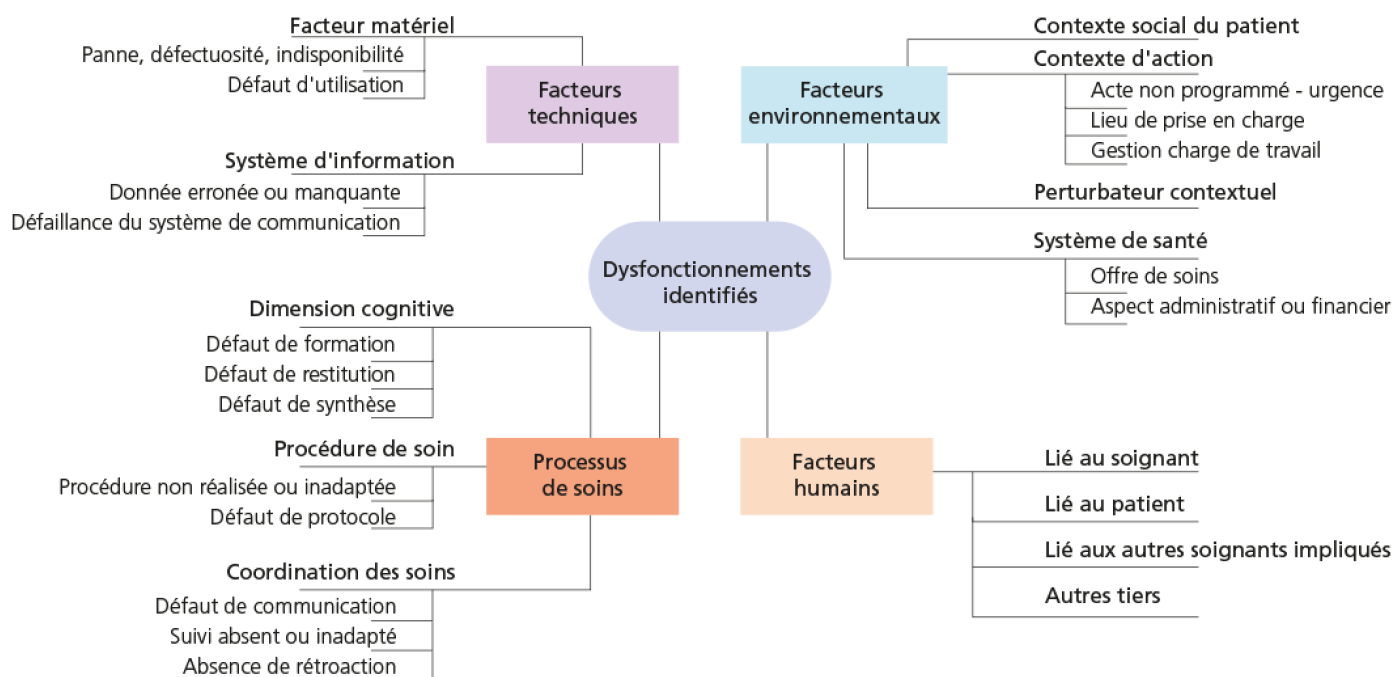 Facteur matériel
Panne, défectuosité, indisponibilité
Défaut d'utilisation
Facteurs
techniques
Système d'information
Donnée erronée ou manquante
Défaillance du système de communication
Contexte social du patient
Contexte d'action
Acte non programmé - urgence
Lieu de prise en charge
Gestion charge de travail
Facteurs
environnementaux
Perturbateur contextuel
Système de santé
Offre de soins
Aspect administratif ou financier
Dysfonctionnements
identifiés
Dimension cognitive
Défaut de formation
Défaut de restitution
Défaut de synthèse
Procédure de soin
Procédure non réalisée ou inadaptée
Défaut de protocole
Processus
de soins
Coordination des soins
Défaut de communication
Suivi absent ou inadapté
Absence de rétroaction
Facteurs
humains
Lié au soignant
Lié au patient
Lié aux autres soignants impliqués
Autres tiers